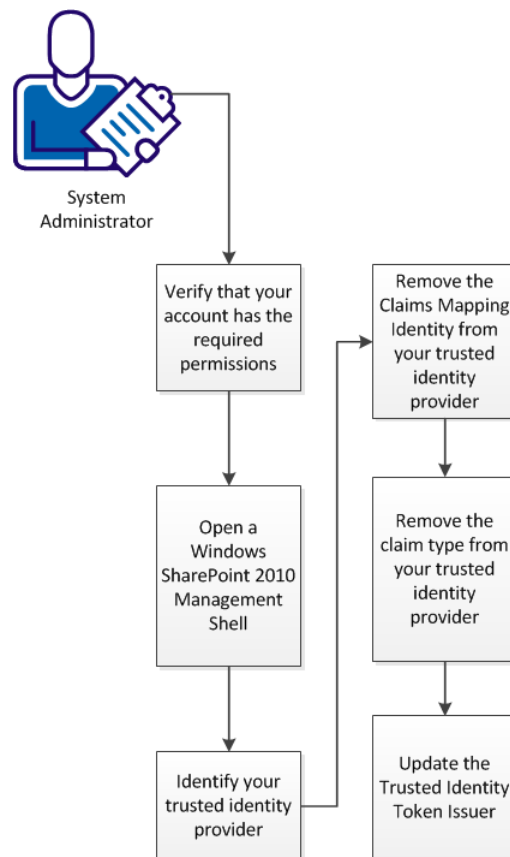 System
Administrator
Verify that your
account has the
required
permissions
Open a
Windows
SharePoint 2010
Management
Shell
Identify your
trusted identity
provider
Remove the
Claims Mapping
Identity from
your trusted
identity
provider
Remove the
claim type from
your trusted
identity
provider
Update the
Trusted Identity
Token Issuer